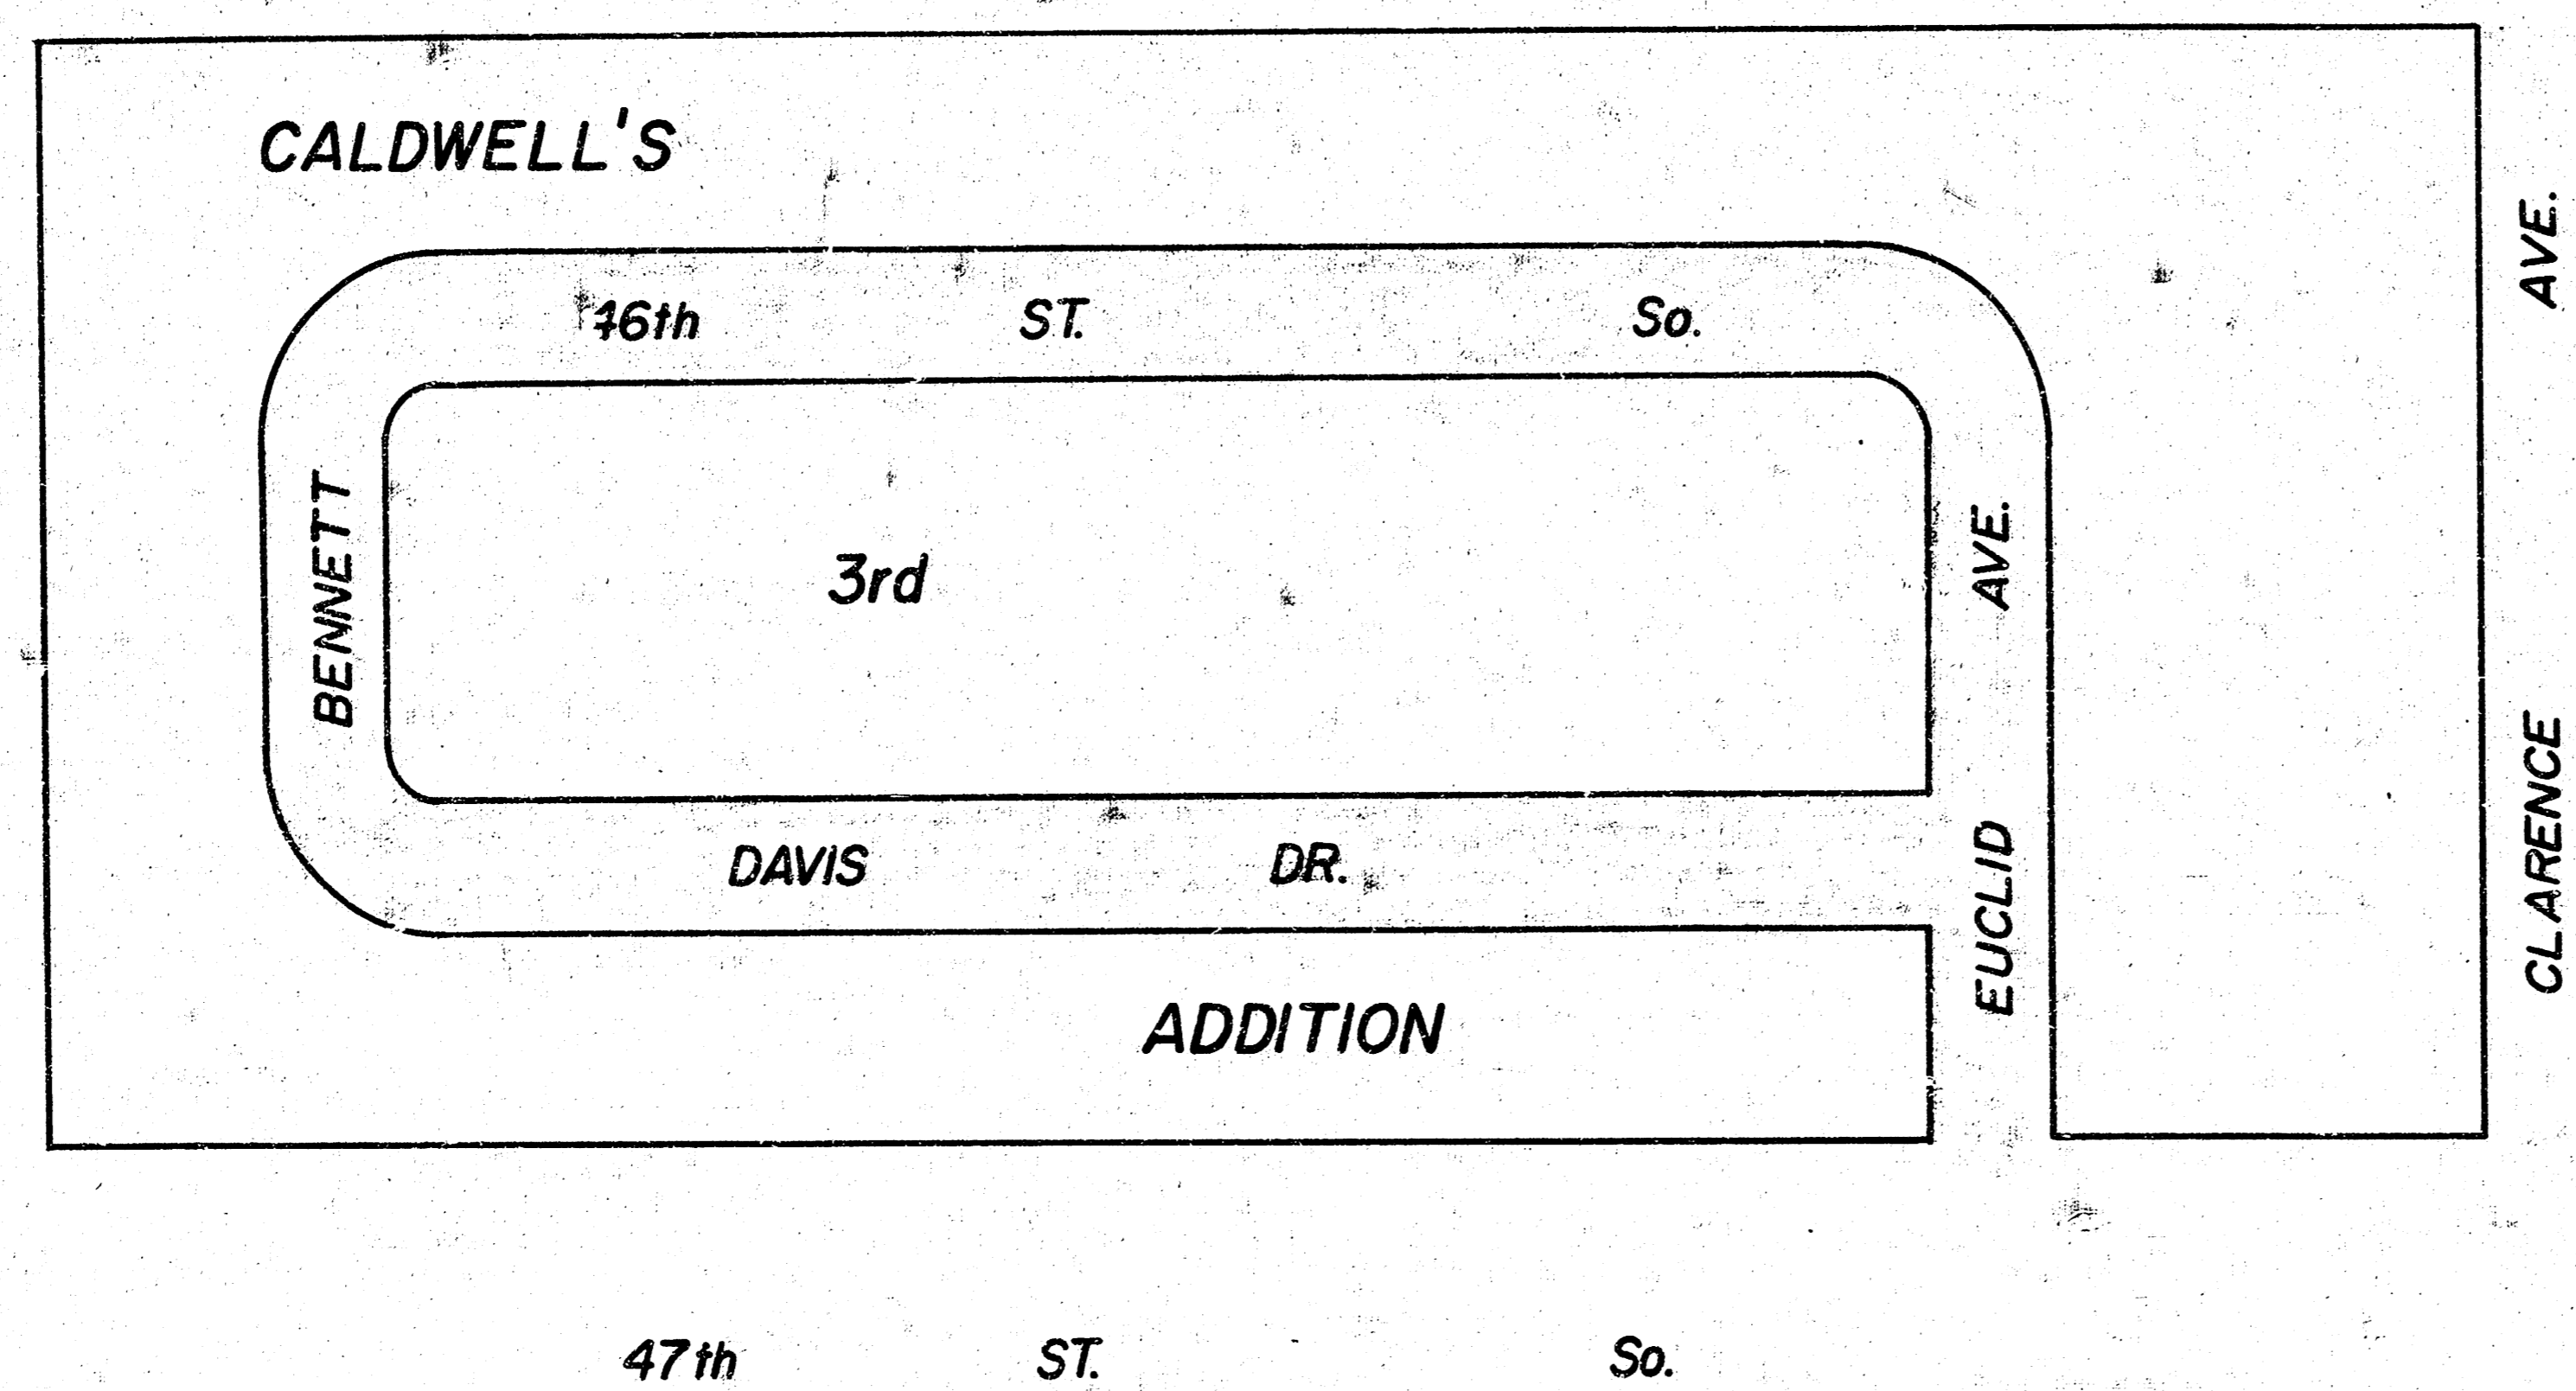 CALDWELL'S
AVE.
46th ST. So.
BENNETT
3rd
AVE.
DAVIS DR.
EUCLID
CLARENCE
ADDITION
47th ST. So.